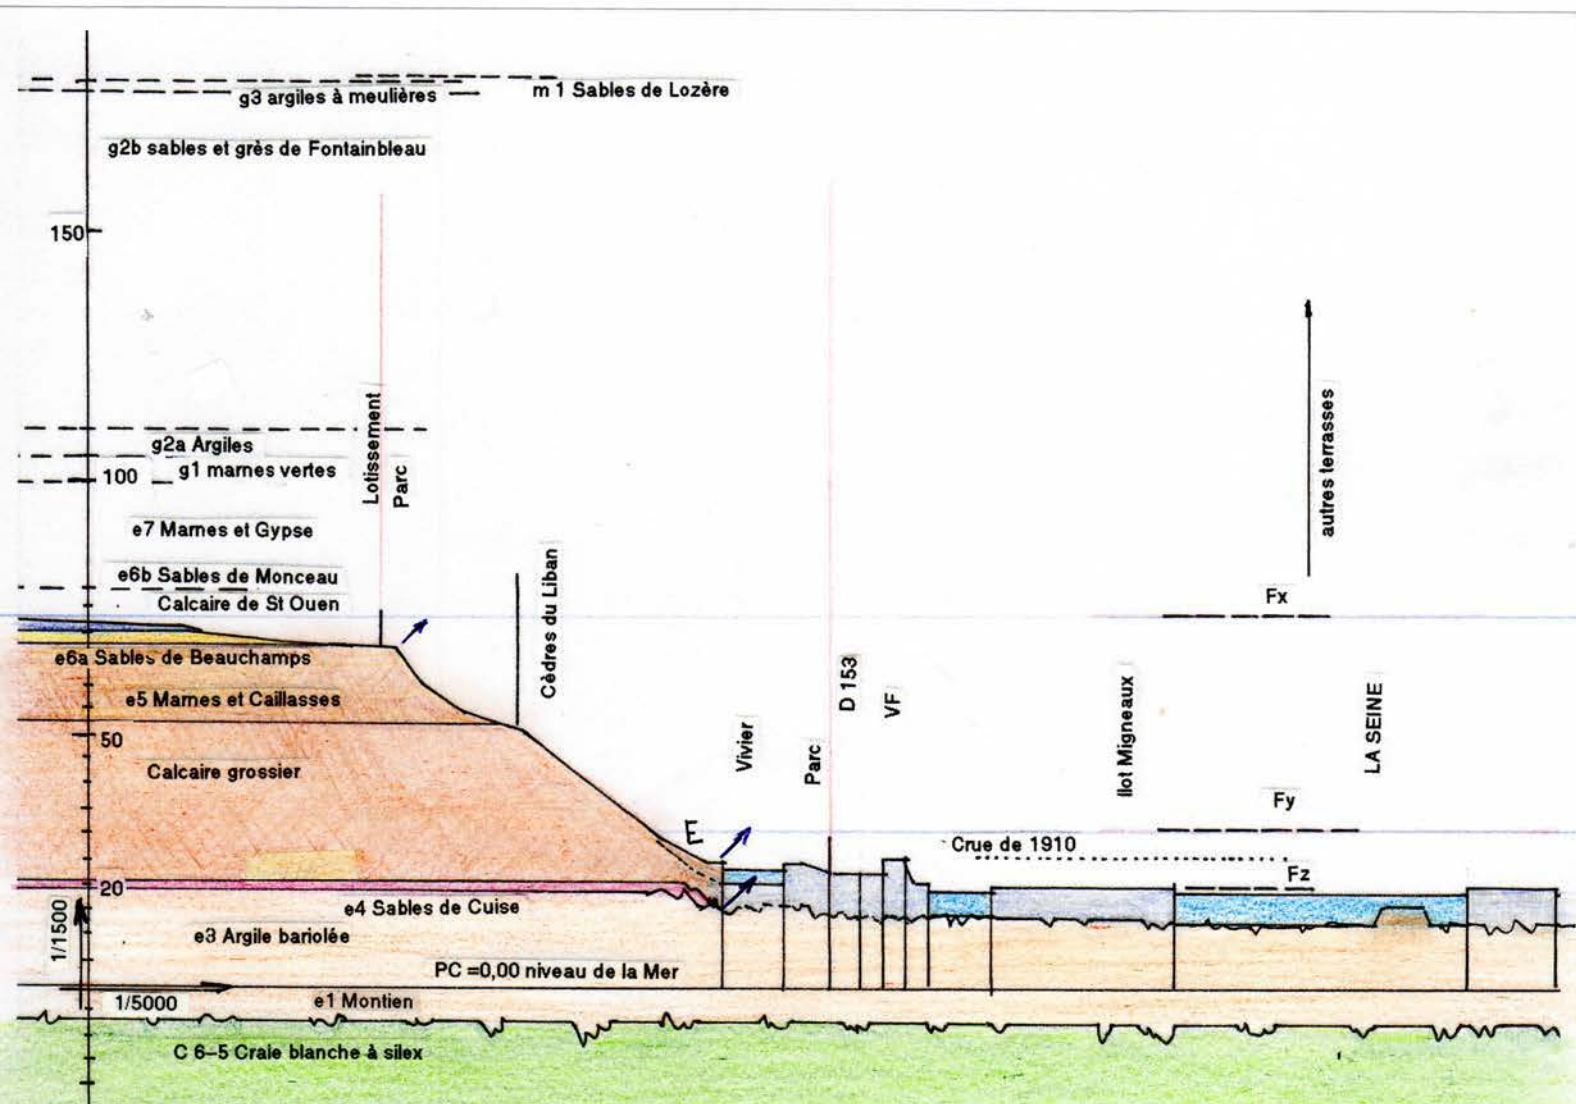 g3 argiles à meulières
m 1 Sables de Lozère
g2b sables et grès de Fontainbleau
150
g2a Argiles
100
g1 marnes vertes
Lotissement
Parc
e7 Marnes et Gypse
e6b Sables de Monceau
Calcaire de St Ouen
Cèdres du Liban
autres terrasses
Fx
e6a Sables de Beauchamps
e5 Marnes et Caillasses
50
Calcaire grossier
Vivier
Parc
D 153
VF
Ilot Migneaux
LA SEINE
Fy
E
Crue de 1910
Fz
20
e4 Sables de Cuise
e3 Argile bariolée
1/1500
PC =0,00 niveau de la Mer
1/5000
e1 Montien
C 6–5 Craie blanche à silex